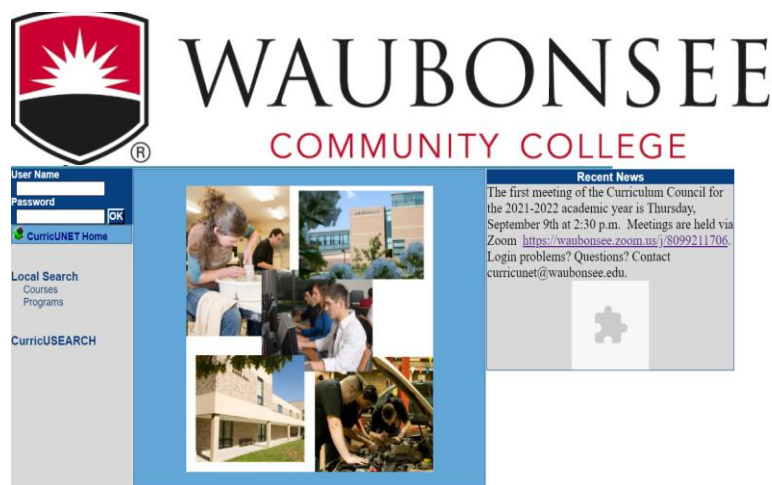 WAUBONSEE
®
COMMUNITY COLLEGE
User Name
Password
OK
CurricUNET Home
Local Search
Courses
Programs
CurricUSEARCH
Recent News
The first meeting of the Curriculum Council for
the 2021-2022 academic year is Thursday,
September 9th at 2:30 p.m. Meetings are held via
Zoom https://waubonsee.zoom.us/j/8099211706.
Login problems? Questions? Contact
curricunet@waubonsee.edu.